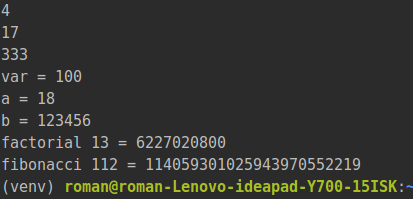 4
17
333
var = 100
a = 18
b = 123456
factorial 13 = 6227020800
fibonacci 112 = 114059301025943970552219
(venv) roman@roman-Lenovo-ideapad-Y700-15ISK:~